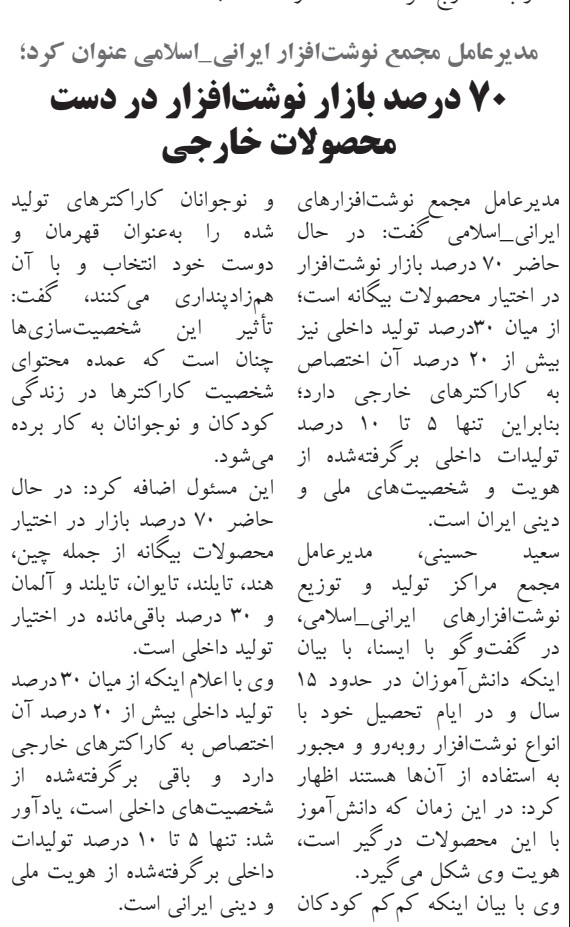 مدیرعامل مجمع نوشت‌افزار ایرانی_اسلامی عنوان کرد؛
۷۰ درصد بازار نوشت‌افزار در دست
محصولات خارجی
مدیرعامل مجمع نوشت‌افزارهای
ایرانی_اسلامی گفت: در حال
حاضر ۷۰ درصد بازار نوشت‌افزار
در اختیار محصولات بیگانه است؛
از میان ۳۰درصد تولید داخلی نیز
بیش از ۲۰ درصد آن اختصاص
به کاراکترهای خارجی دارد؛
بنابراین تنها ۵ تا ۱۰ درصد
تولیدات داخلی برگرفته‌شده از
هویت و شخصیت‌های ملی و
دینی ایران است.
سعید حسینی، مدیرعامل
مجمع مراکز تولید و توزیع
نوشت‌افزارهای ایرانی_اسلامی،
در گفت‌وگو با ایسنا، با بیان
اینکه دانش‌آموزان در حدود ۱۵
سال و در ایام تحصیل خود با
انواع نوشت‌افزار روبه‌رو و مجبور
به استفاده از آن‌ها هستند اظهار
کرد: در این زمان که دانش‌آموز
با این محصولات درگیر است،
هویت وی شکل می‌گیرد.
وی با بیان اینکه کم‌کم کودکان
و نوجوانان کاراکترهای تولید
شده را به‌عنوان قهرمان و
دوست خود انتخاب و با آن
هم‌زادپنداری می‌کنند، گفت:
تأثیر این شخصیت‌سازی‌ها
چنان است که عمده محتوای
شخصیت کاراکترها در زندگی
کودکان و نوجوانان به کار برده
می‌شود.
این مسئول اضافه کرد: در حال
حاضر ۷۰ درصد بازار در اختیار
محصولات بیگانه از جمله چین،
هند، تایلند، تایوان، تایلند و آلمان
و ۳۰ درصد باقی‌مانده در اختیار
تولید داخلی است.
وی با اعلام اینکه از میان ۳۰درصد
تولید داخلی بیش از ۲۰ درصد آن
اختصاص به کاراکترهای خارجی
دارد و باقی برگرفته‌شده از
شخصیت‌های داخلی است، یادآور
شد: تنها ۵ تا ۱۰ درصد تولیدات
داخلی برگرفته‌شده از هویت ملی
و دینی ایرانی است.